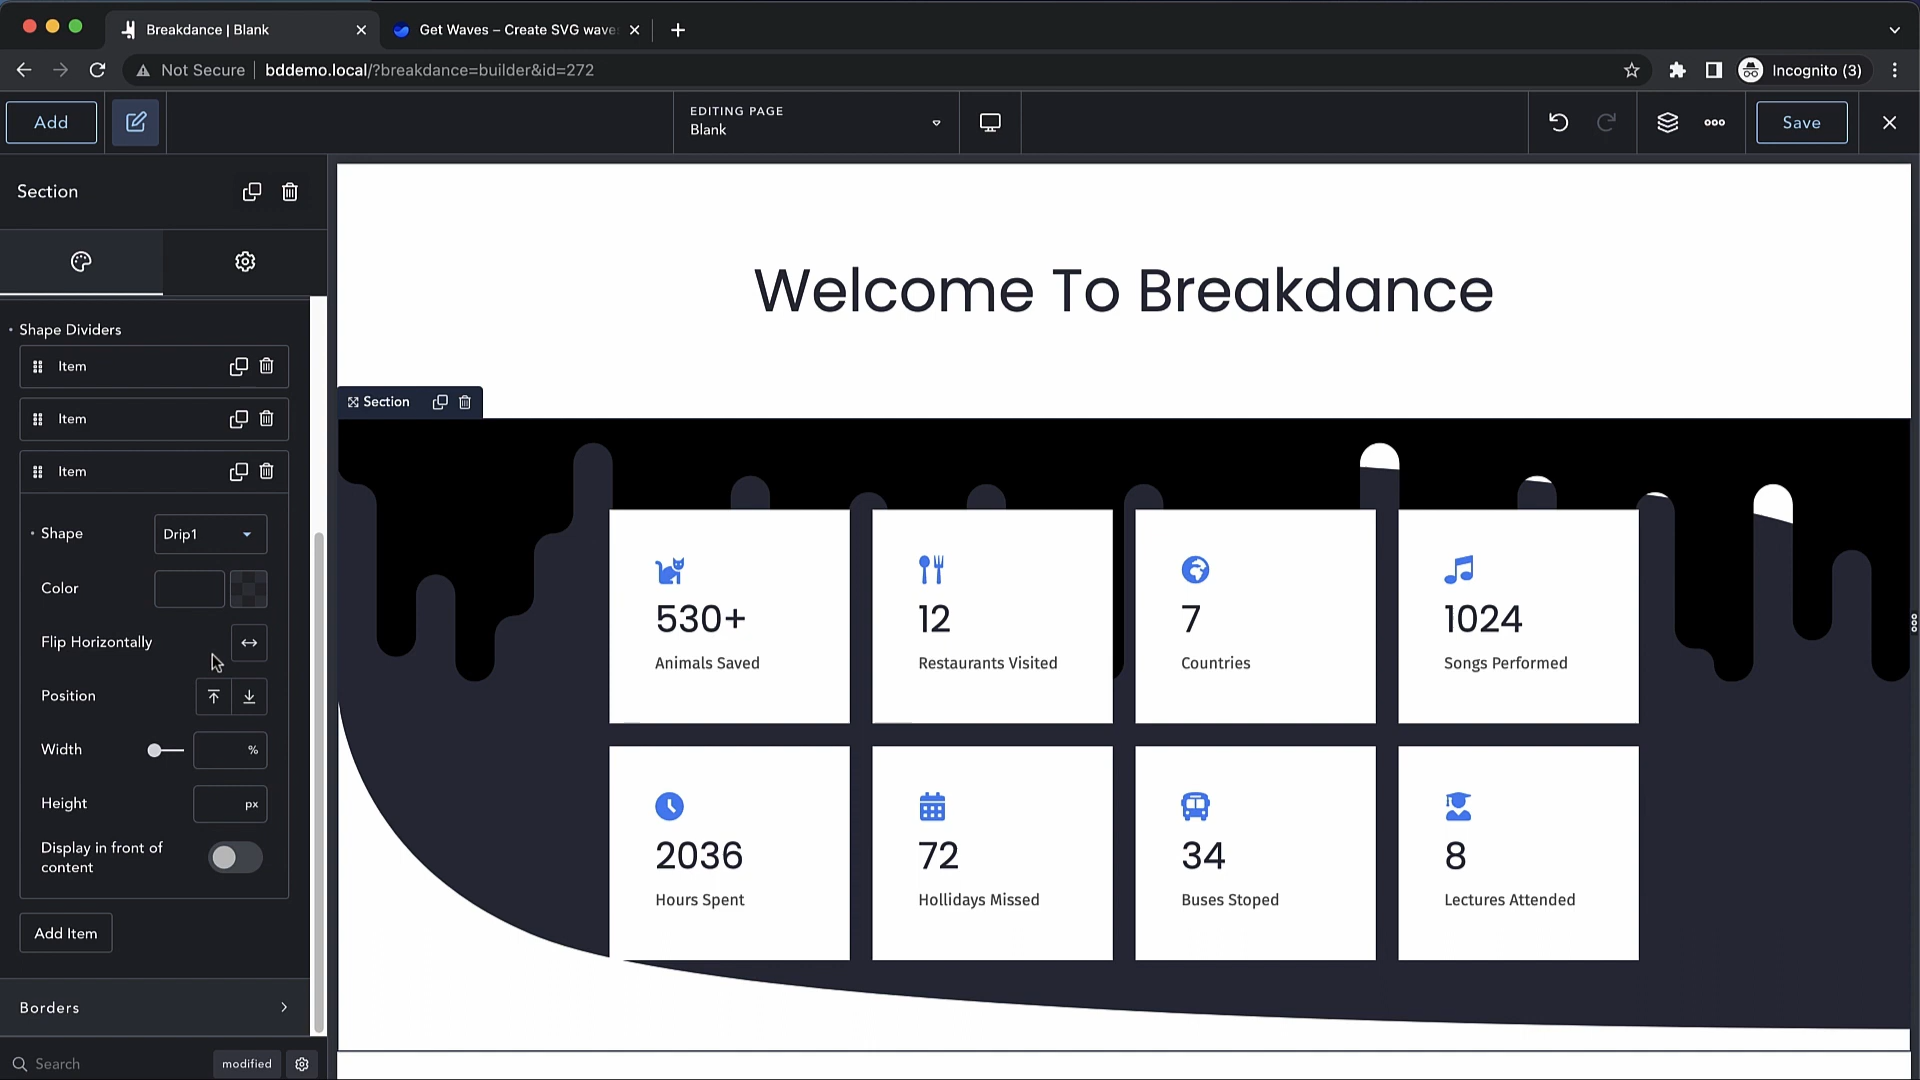 Breakdance | Blank
Get Waves – Create SVG wave
Not Secure
bddemo.local/?breakdance=builder&id=272
Incognito (3)
Add
EDITING PAGE
Blank
Save
Section
Shape Dividers
Item
Item
Item
Shape
Drip1
Color
Flip Horizontally
Position
Width
%
Height
px
Display in front of
content
Add Item
Borders
Search
modified
Welcome To Breakdance
Section
530+
Animals Saved
12
Restaurants Visited
7
Countries
1024
Songs Performed
2036
Hours Spent
72
Hollidays Missed
34
Buses Stoped
8
Lectures Attended